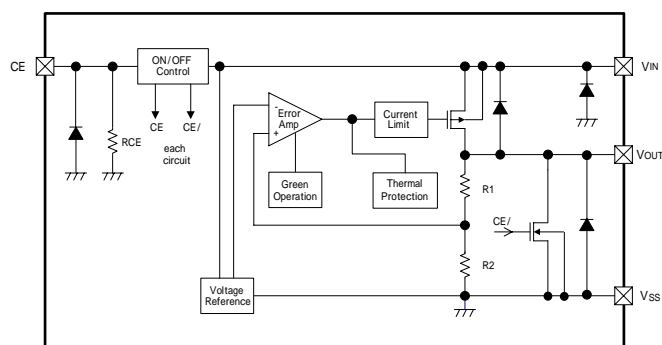 CE
ON/OFF
Control
VIN
CE
CE/
each
circuit
RCE
-
Error
Amp
+
Current
Limit
Green
Operation
Thermal
Protection
VOUT
R1
CE/
R2
Voltage
Reference
VSS